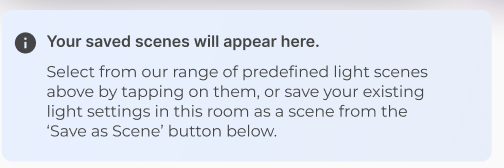 Your saved scenes will appear here.
Select from our range of predefined light scenes
above by tapping on them, or save your existing
light settings in this room as a scene from the
‘Save as Scene’ button below.